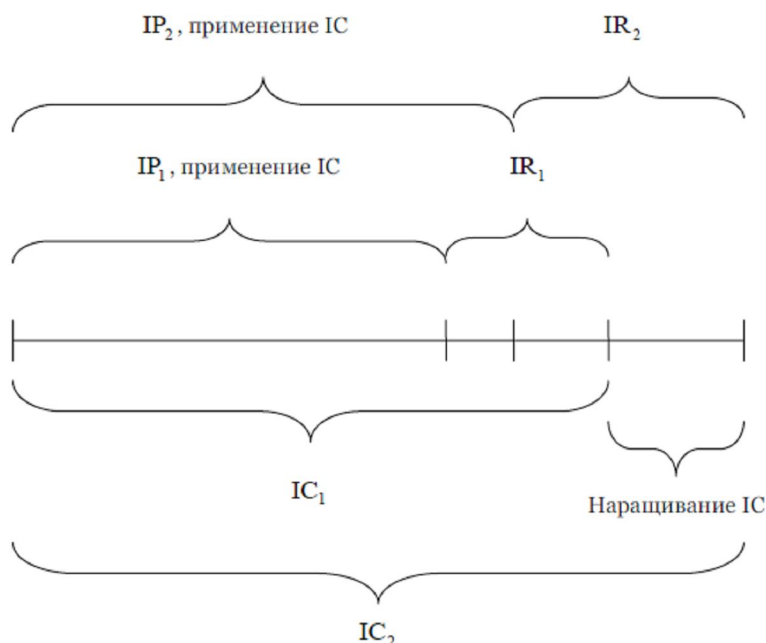 IP₂, применение IC IR₂
IP₁, применение IC IR₁
IC₁
Наращивание IC
IC₂